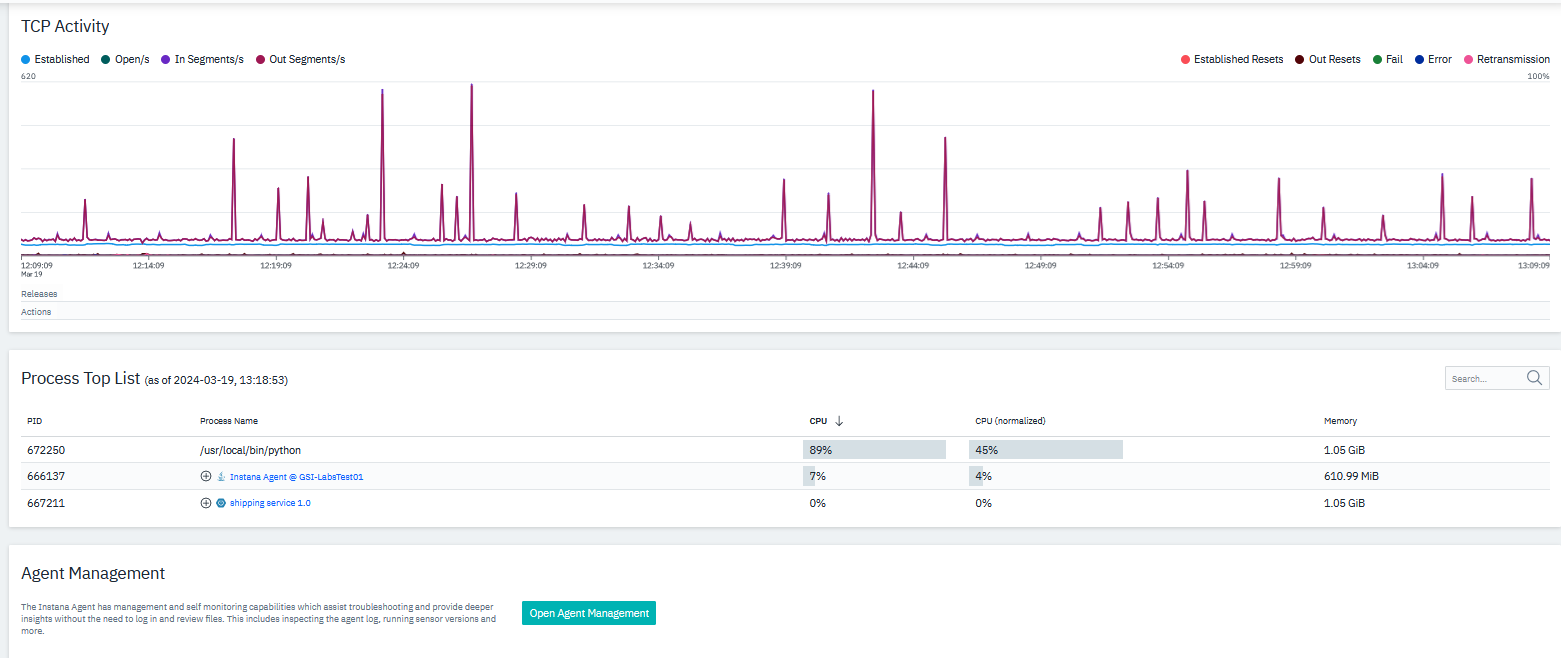 TCP Activity
Established Open/s In Segments/s Out Segments/s
Established Resets Out Resets Fail Error Retransmission
620
100%
12:09:09 12:14:09 12:19:09 12:24:09 12:29:09 12:34:09 12:39:09 12:44:09 12:49:09 12:54:09 12:59:09 13:04:09 13:09:09
Mar 19
Releases
Actions
Process Top List (as of 2024-03-19, 13:18:53)
Search...
PID Process Name CPU CPU (normalized) Memory
672250 /usr/local/bin/python 89% 45% 1.05 GiB
666137 Instana Agent @ GSI-LabsTest01 7% 4% 610.99 MiB
667211 shipping service 1.0 0% 0% 1.05 GiB
Agent Management
The Instana Agent has management and self monitoring capabilities which assist troubleshooting and provide deeper
insights without the need to log in and review files. This includes inspecting the agent log, running sensor versions and
more.
Open Agent Management